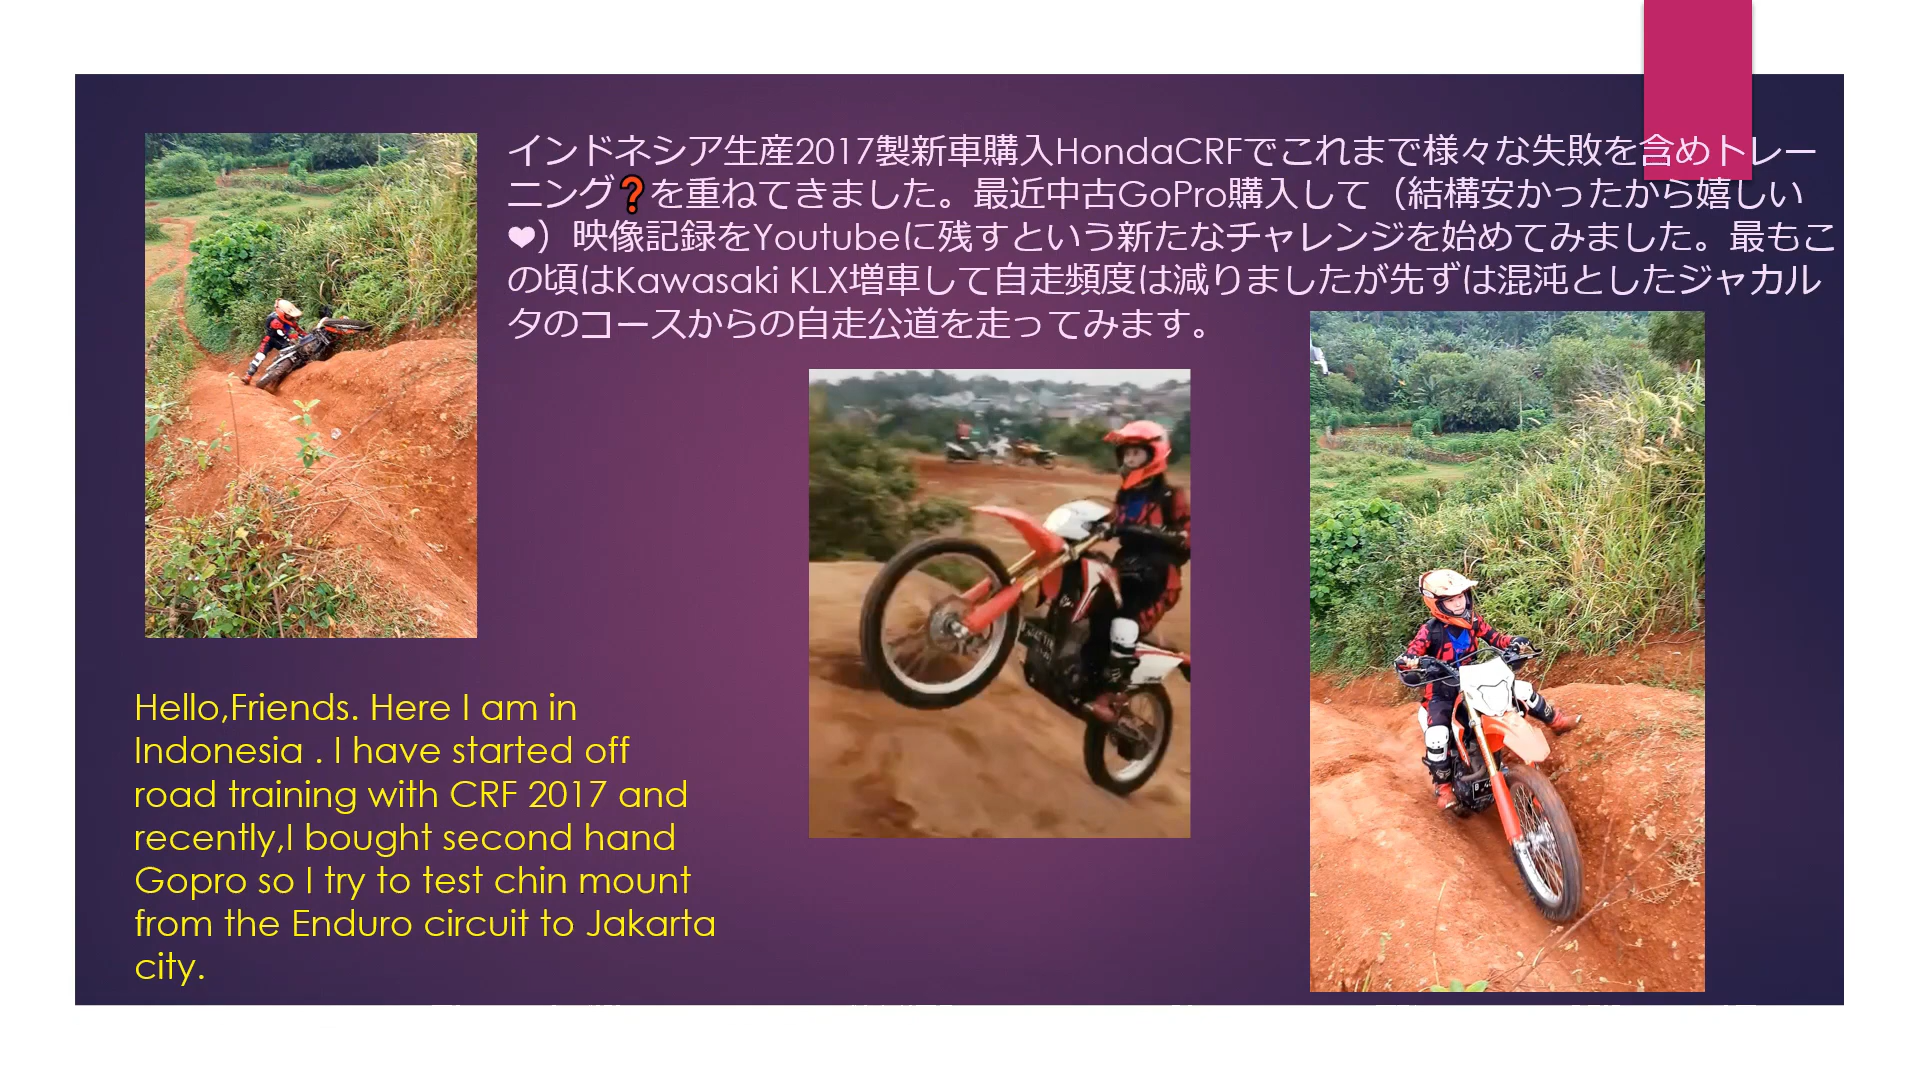 インドネシア生産2017製新車購入HondaCRFでこれまで様々な失敗を含めトレー
ニング❓を重ねてきました。最近中古GoPro購入して（結構安かったから嬉しい
❤）映像記録をYoutubeに残すという新たなチャレンジを始めてみました。最もこ
の頃はKawasaki KLX増車して自走頻度は減りましたが先ずは混沌としたジャカル
タのコースからの自走公道を走ってみます。
Hello,Friends. Here I am in
Indonesia . I have started off
road training with CRF 2017 and
recently,I bought second hand
Gopro so I try to test chin mount
from the Enduro circuit to Jakarta
city.